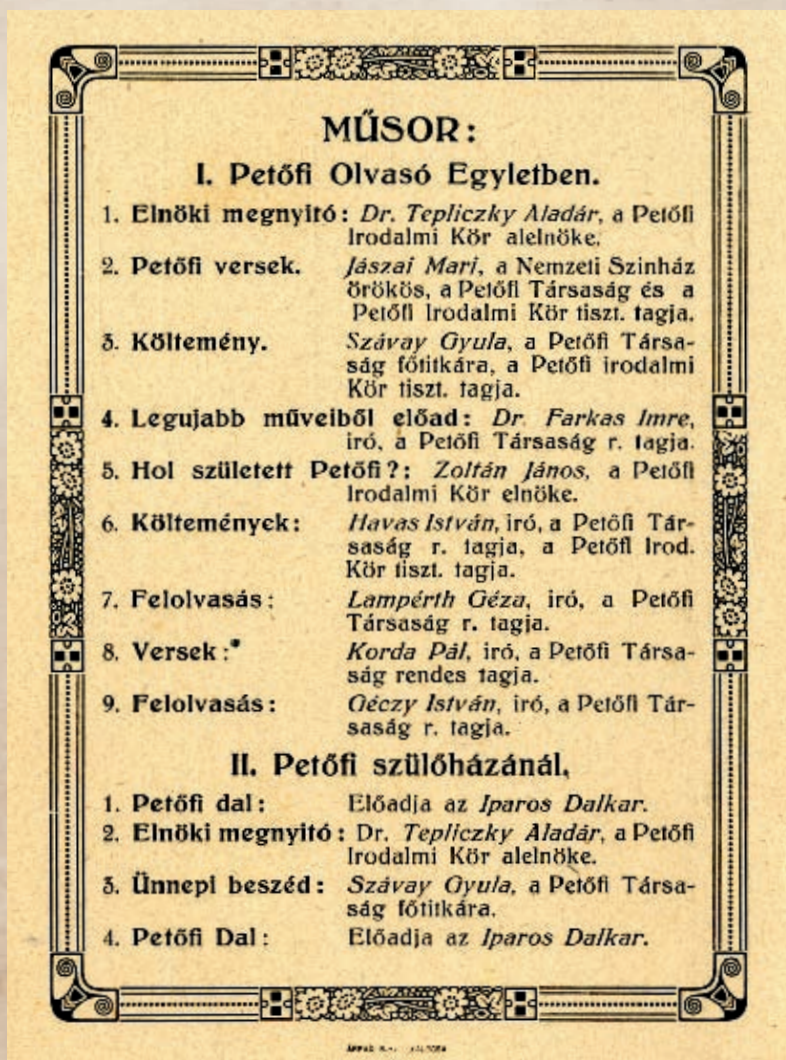 MŰSOR:
I. Petőfi Olvasó Egyletben.
1. Elnöki megnyitó: Dr. Tepliczky Aladár, a Petőfi
Irodalmi Kör alelnöke.
2. Petőfi versek. Jászai Mari, a Nemzeti Szinház
örökös, a Petőfi Társaság és a
Petőfi Irodalmi Kör tiszt. tagja.
3. Költemény. Szávay Gyula, a Petőfi Társa-
ság főtitkára, a Petőfi irodalmi
Kör tiszt. tagja.
4. Legujabb műveiből előad: Dr. Farkas Imre,
iró, a Petőfi Társaság r. tagja.
5. Hol született Petőfi?: Zoltán János, a Petőfi
Irodalmi Kör elnöke.
6. Költemények: Havas István, iró, a Petőfi Tár-
saság r. tagja, a Petőfi Irod.
Kör tiszt. tagja.
7. Felolvasás: Lampérth Géza, iró, a Petőfi
Társaság r. tagja.
8. Versek:* Korda Pál, iró, a Petőfi Társa-
ság rendes tagja.
9. Felolvasás: Géczy István, iró, a Petőfi Tár-
saság r. tagja.
II. Petőfi szülőházánál.
1. Petőfi dal: Előadja az Iparos Dalkar.
2. Elnöki megnyitó: Dr. Tepliczky Aladár, a Petőfi
Irodalmi Kör alelnöke.
3. Ünnepi beszéd: Szávay Gyula, a Petőfi Társa-
ság főtitkára.
4. Petőfi Dal: Előadja az Iparos Dalkar.